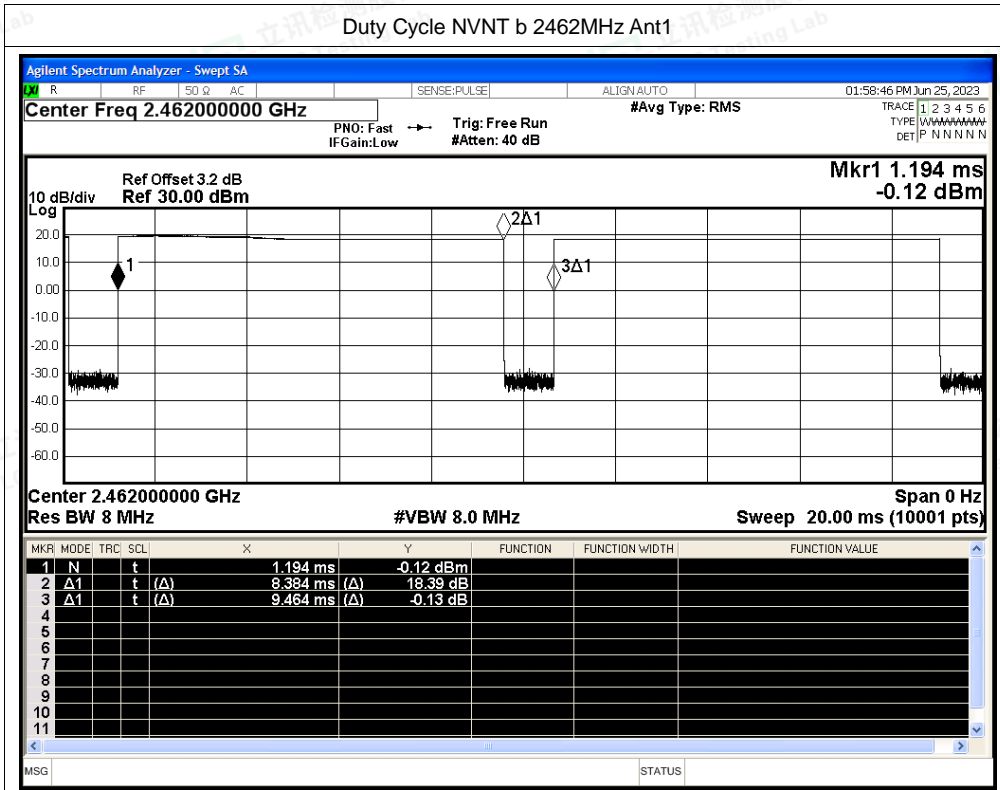 Duty Cycle NVNT b 2462MHz Ant1
Agilent Spectrum Analyzer - Swept SA
LXI R RF 50 Ω AC SENSE:PULSE ALIGN AUTO 01:58:46 PM Jun 25, 2023
Center Freq 2.462000000 GHz #Avg Type: RMS TRACE 1 2 3 4 5 6
PNO: Fast Trig: Free Run TYPE WWWWWW
IFGain:Low #Atten: 40 dB DET P N N N N N
Mkr1 1.194 ms
-0.12 dBm
Ref Offset 3.2 dB
10 dB/div Ref 30.00 dBm
Log
2Δ1
20.0
10.0
1
3Δ1
0.00
-10.0
-20.0
-30.0
-40.0
-50.0
-60.0
Center 2.462000000 GHz Span 0 Hz
Res BW 8 MHz #VBW 8.0 MHz Sweep 20.00 ms (10001 pts)
MKR MODE TRC SCL X Y FUNCTION FUNCTION WIDTH FUNCTION VALUE
1 N t 1.194 ms -0.12 dBm
2 Δ1 t (Δ) 8.384 ms (Δ) 18.39 dB
3 Δ1 t (Δ) 9.464 ms (Δ) -0.13 dB
4
5
6
7
8
9
10
11
MSG STATUS